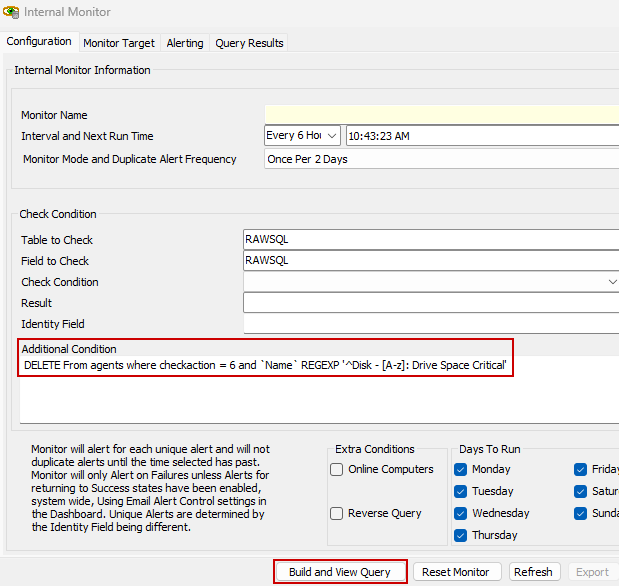 Internal Monitor
Configuration Monitor Target Alerting Query Results
Internal Monitor Information
Monitor Name
Interval and Next Run Time Every 6 Hou 10:43:23 AM
Monitor Mode and Duplicate Alert Frequency Once Per 2 Days
Check Condition
Table to Check RAWSQL
Field to Check RAWSQL
Check Condition
Result
Identity Field
Additional Condition
DELETE From agents where checkaction = 6 and `Name` REGEXP '^Disk - [A-z]: Drive Space Critical'
Monitor will alert for each unique alert and will not
duplicate alerts until the time selected has past.
Monitor will only Alert on Failures unless Alerts for
returning to Success states have been enabled,
system wide, Using Email Alert Control settings in
the Dashboard. Unique Alerts are determined by
the Identity Field being different.
Extra Conditions
Online Computers
Reverse Query
Days To Run
Monday Friday
Tuesday Satur
Wednesday Sunda
Thursday
Build and View Query Reset Monitor Refresh Export